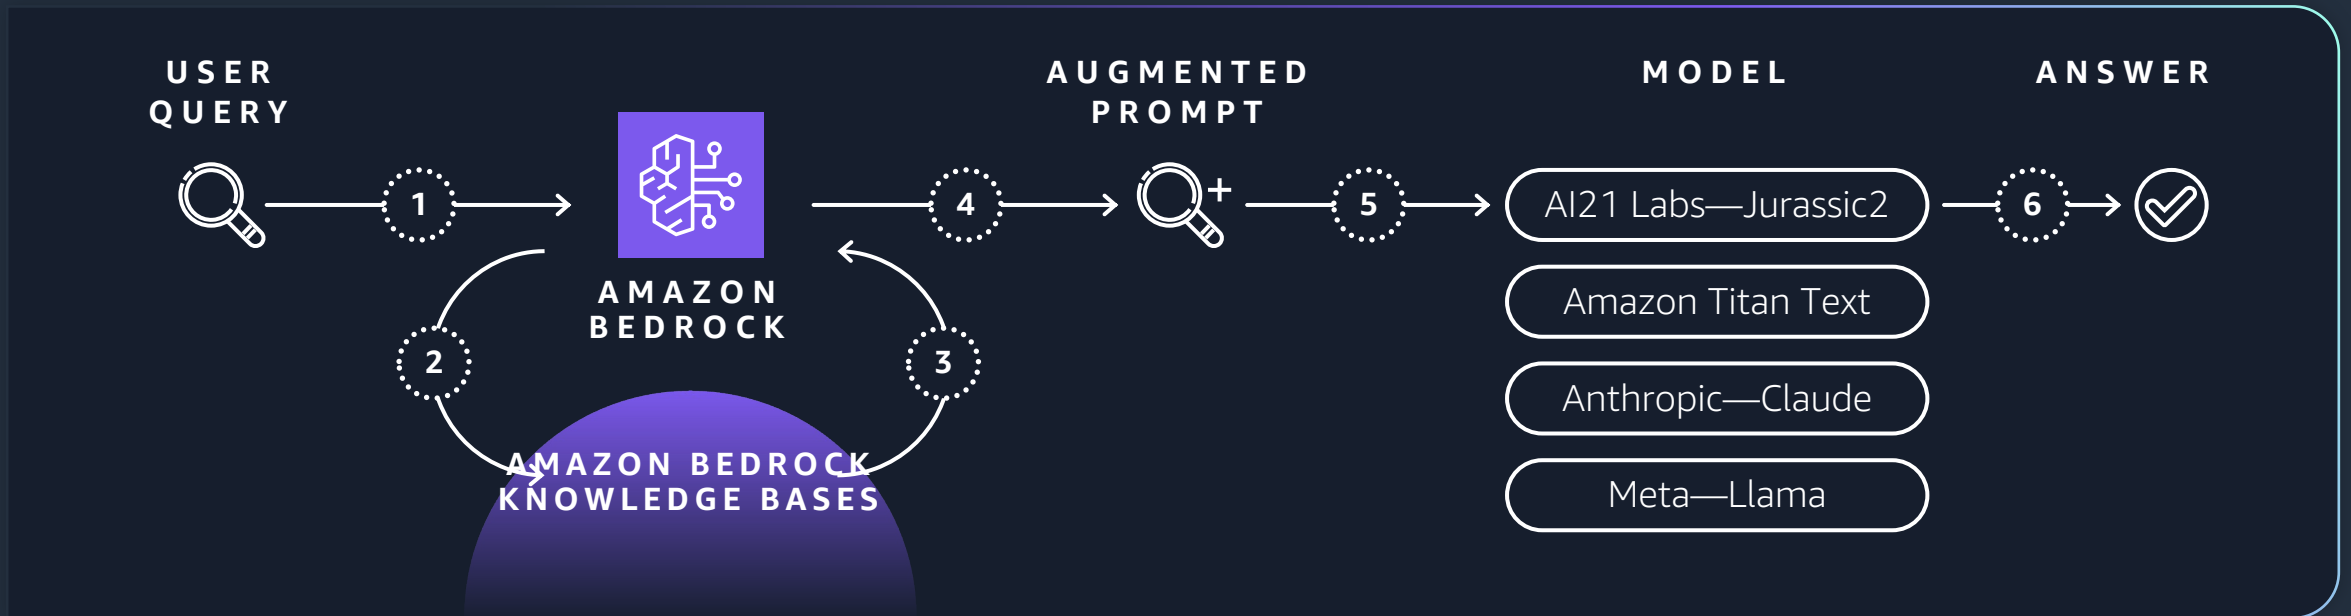 USER
QUERY
1
AMAZON
BEDROCK
2
3
AMAZON BEDROCK
KNOWLEDGE BASES
4
AUGMENTED
PROMPT
5
MODEL
AI21 Labs—Jurassic2
Amazon Titan Text
Anthropic—Claude
Meta—Llama
6
ANSWER